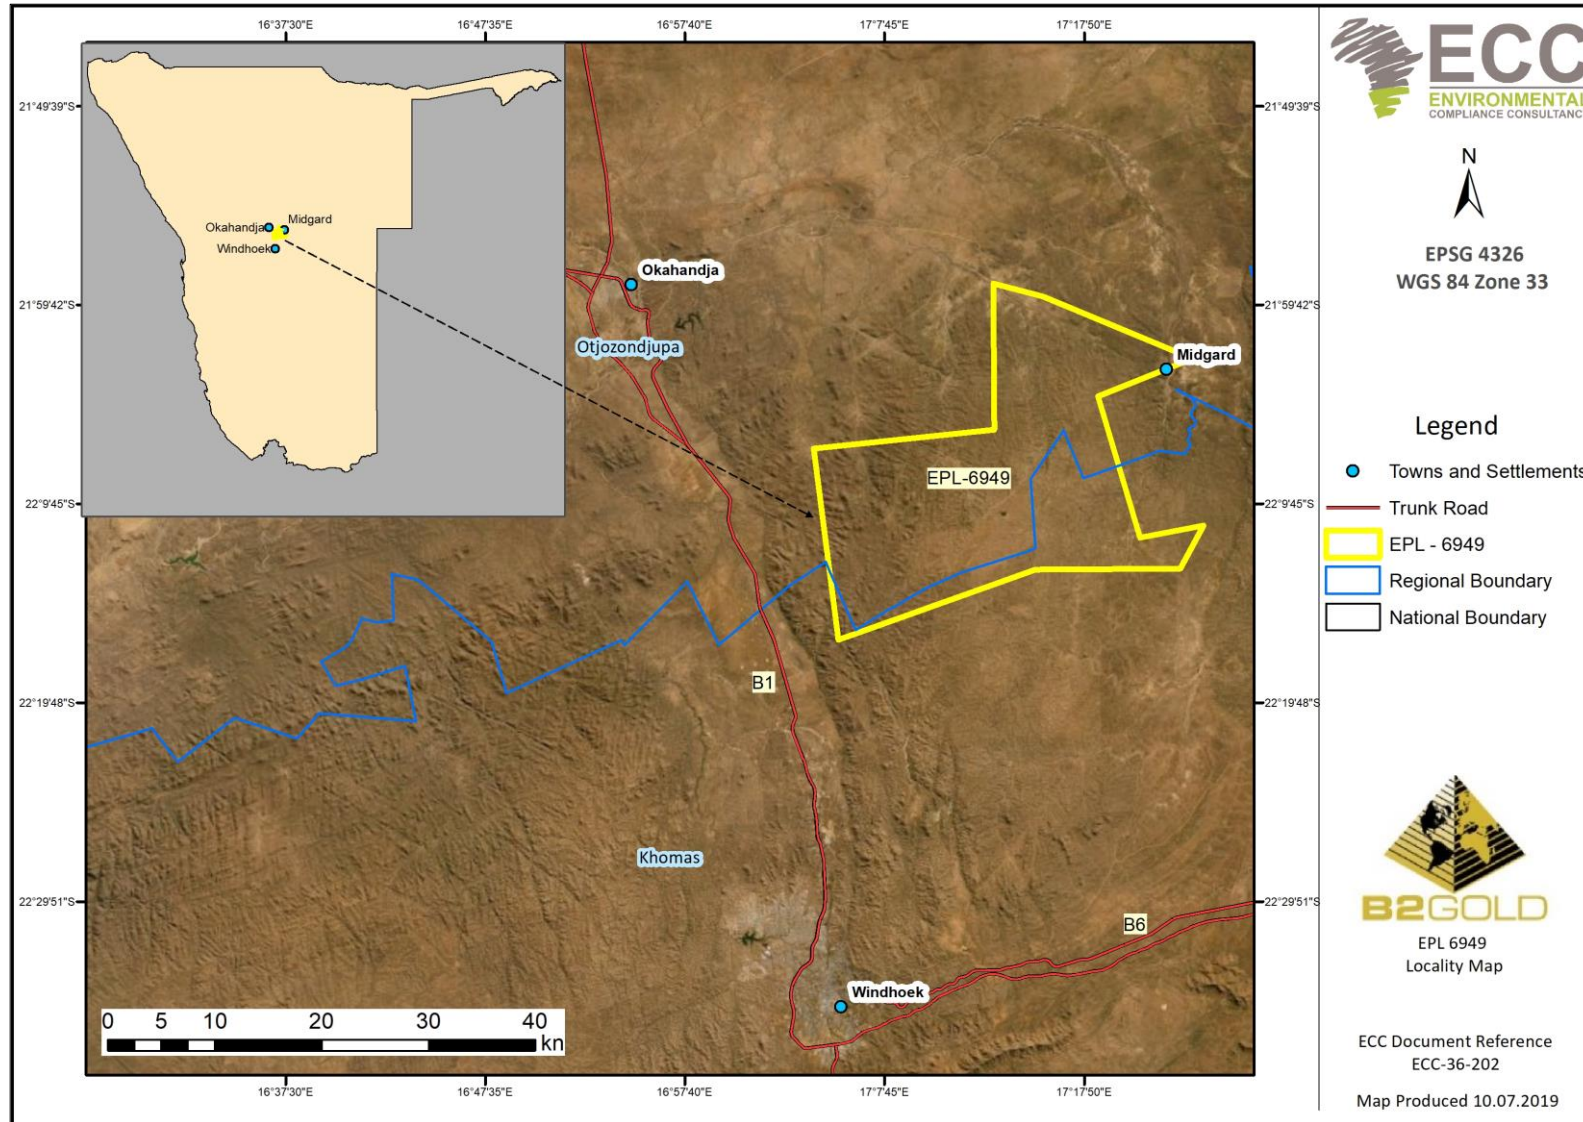 16°37'30"E
16°47'35"E
16°57'40"E
17°7'45"E
17°17'50"E
21°49'39"S
21°49'39"S
21°59'42"S
21°59'42"S
22°9'45"S
22°9'45"S
22°19'48"S
22°19'48"S
22°29'51"S
22°29'51"S
Okahandja
Midgard
Windhoek
Okahandja
Otjozondjupa
Midgard
EPL-6949
B1
Khomas
B6
Windhoek
0 5 10 20 30 40
kn
16°37'30"E
16°47'35"E
16°57'40"E
17°7'45"E
17°17'50"E
ECC
ENVIRONMENTAL
COMPLIANCE CONSULTANC
N
EPSG 4326
WGS 84 Zone 33
Legend
Towns and Settlements
Trunk Road
EPL - 6949
Regional Boundary
National Boundary
B2GOLD
EPL 6949
Locality Map
ECC Document Reference
ECC-36-202
Map Produced 10.07.2019